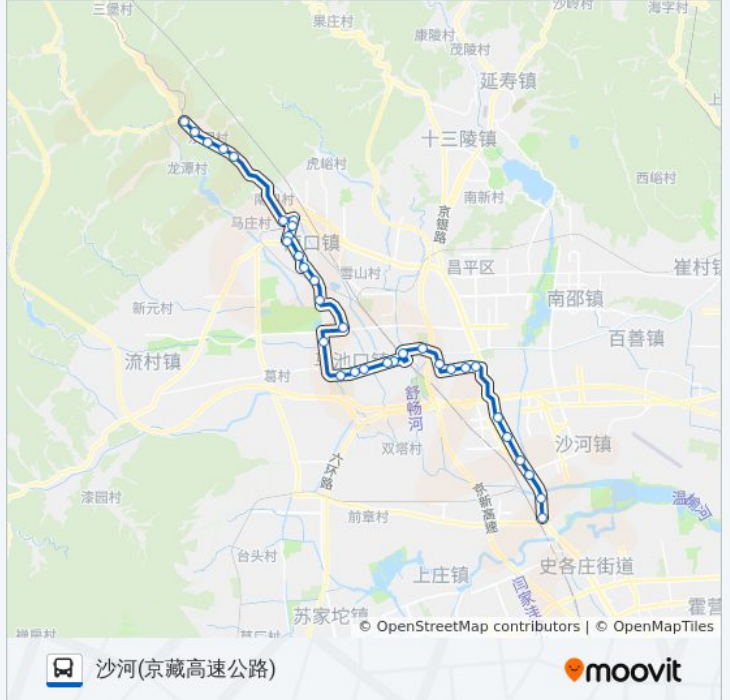 三堡村
果庄村
沙岭村
海字村
康陵村
茂陵村
延寿镇
十三陵镇
龙潭村
虎峪村
西峪村
南新村
马庄村
京银路
口镇
昌平区
雪山村
崔村镇
南邵镇
新元村
百善镇
流村镇
池口镇
葛村
舒畅河
双塔村
沙河镇
六环路
漆园村
京新高速
温榆河
前章村
台头村
史各庄街道
上庄镇
苏家坨镇
© OpenStreetMap contributors | © OpenMapTiles
沙河(京藏高速公路)
moovit